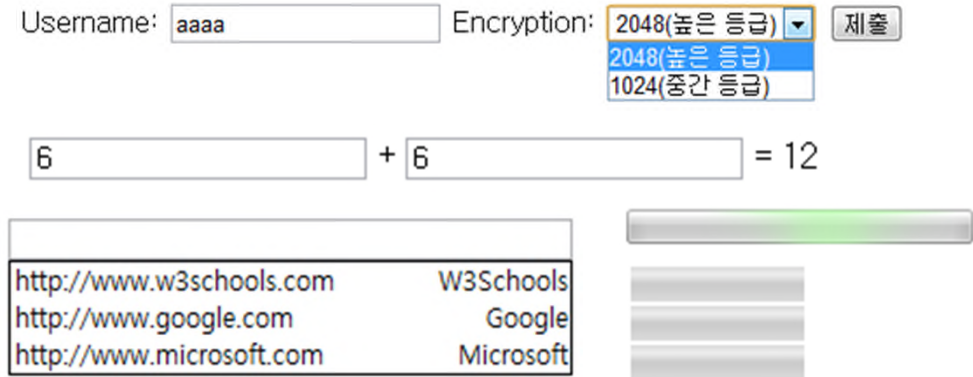 Username: aaaa Encryption: 2048(높은 등급) 제출
2048(높은 등급)
1024(중간 등급)
6 + 6 = 12
http://www.w3schools.com W3Schools
http://www.google.com Google
http://www.microsoft.com Microsoft